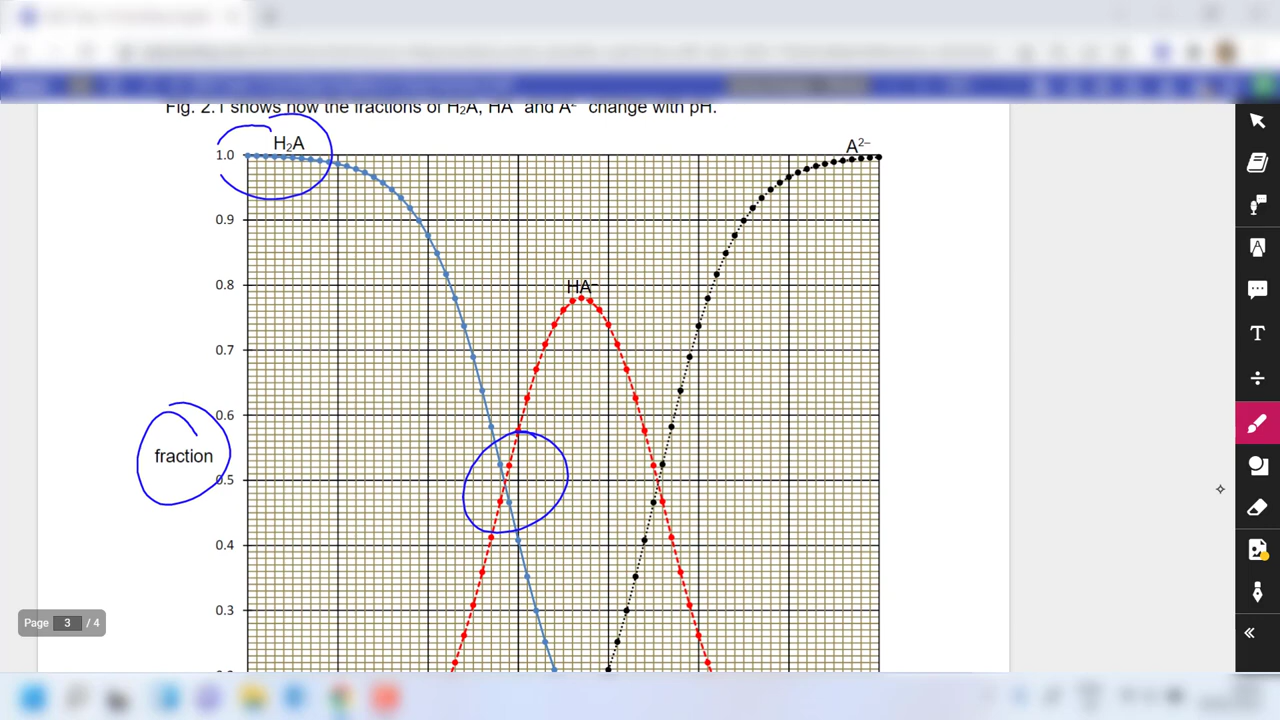 Fig. 2.1 shows how the fractions of H₂A, HA⁻ and A²⁻ change with pH.
H₂A
A²⁻
1.0
0.9
HA⁻
0.8
0.7
0.6
fraction
0.5
0.4
0.3
Page 3 / 4